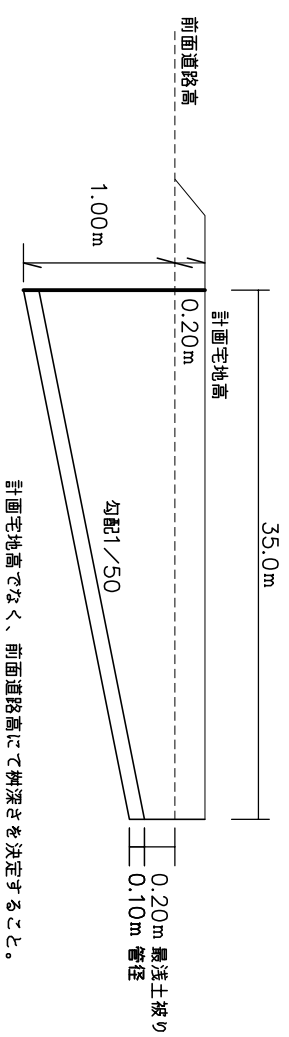 前面道路高
計画宅地高
35.0m
1.00m
0.20m
勾配1/50
0.20m 最浅土被り
0.10m 管径
計画宅地高でなく、前面道路高にて桝深さを決定すること。